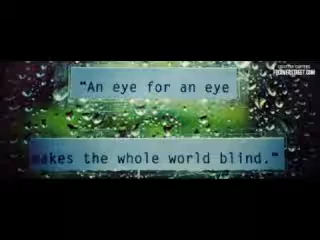 “An eye for an eye
makes the whole world blind.”